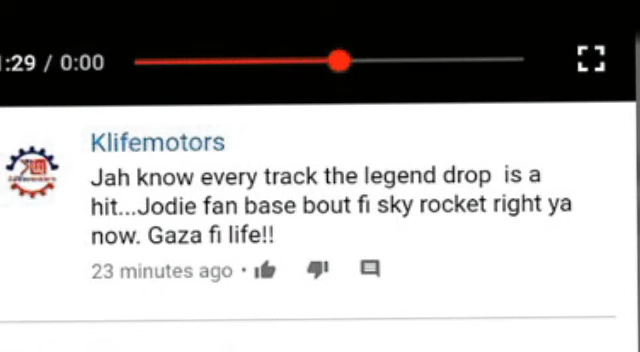 :29 / 0:00
Klifemotors
Jah know every track the legend drop is a
hit...Jodie fan base bout fi sky rocket right ya
now. Gaza fi life!!
23 minutes ago •